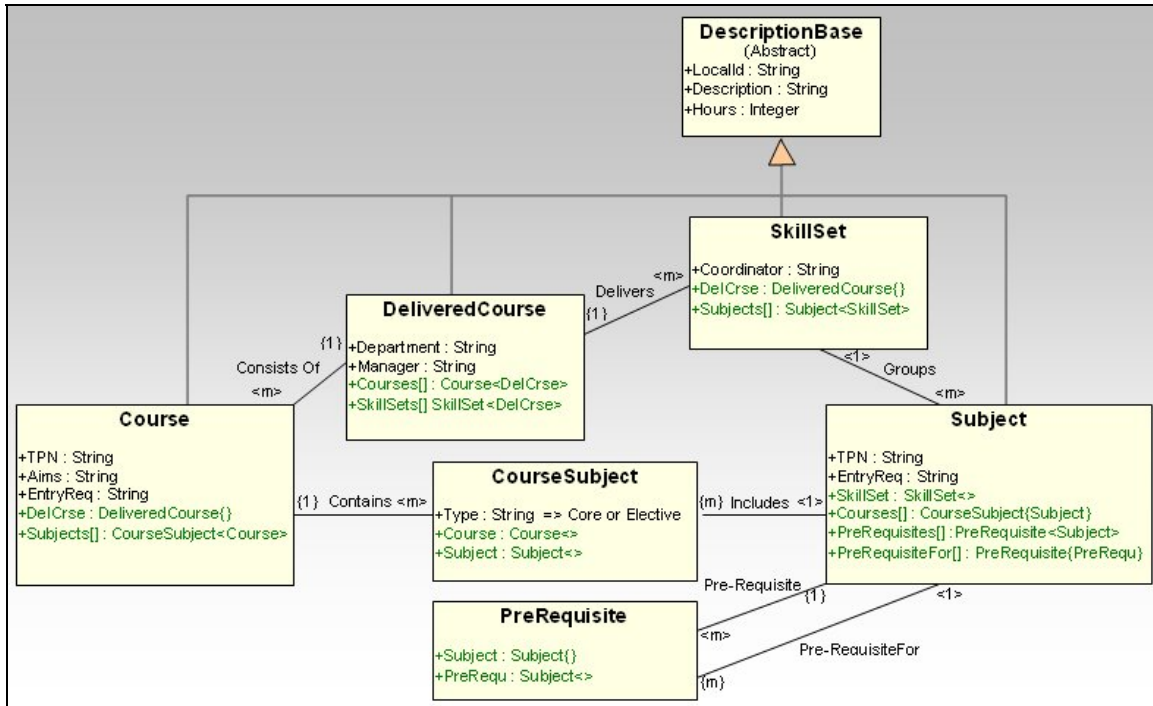 DescriptionBase
(Abstract)
+LocalId : String
+Description : String
+Hours : Integer
SkillSet
+Coordinator : String
+DelCrse : DeliveredCourse{}
+Subjects[] : Subject<SkillSet>
<m>
Delivers
{1}
DeliveredCourse
+Department : String
+Manager : String
+Courses[] : Course<DelCrse>
+SkillSets[] SkillSet<DelCrse>
{1}
Consists Of
<m>
<1>
Groups
<m>
Course
+TPN : String
+Aims : String
+EntryReq : String
+DelCrse : DeliveredCourse{}
+Subjects[] : CourseSubject<Course>
{1} Contains <m>
CourseSubject
+Type : String => Core or Elective
+Course : Course<>
+Subject : Subject<>
{m} Includes <1>
Subject
+TPN : String
+EntryReq : String
+SkillSet : SkillSet<>
+Courses[] : CourseSubject{Subject}
+PreRequisites[] : PreRequisite<Subject>
+PreRequisiteFor[] : PreRequisite{PreRequ}
Pre-Requisite
{1}
<m>
<1>
Pre-RequisiteFor
{m}
PreRequisite
+Subject : Subject{}
+PreRequ : Subject<>